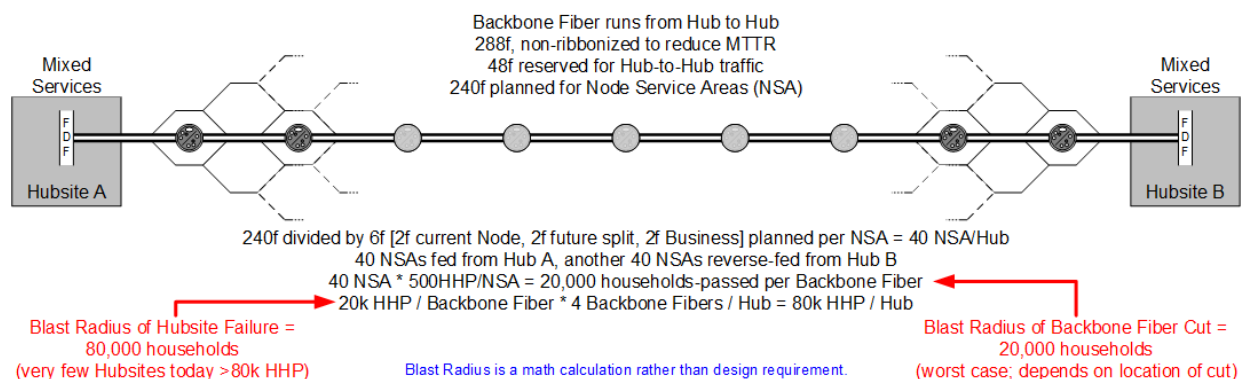 Backbone Fiber runs from Hub to Hub
288f, non-ribbonized to reduce MTTR
48f reserved for Hub-to-Hub traffic
240f planned for Node Service Areas (NSA)
Mixed
Services
F
D
F
Hubsite A
Mixed
Services
F
D
F
Hubsite B
240f divided by 6f [2f current Node, 2f future split, 2f Business] planned per NSA = 40 NSA/Hub
40 NSAs fed from Hub A, another 40 NSAs reverse-fed from Hub B
40 NSA * 500HHP/NSA = 20,000 households-passed per Backbone Fiber
20k HHP / Backbone Fiber * 4 Backbone Fibers / Hub = 80k HHP / Hub
Blast Radius of Hubsite Failure =
80,000 households
(very few Hubsites today >80k HHP)
Blast Radius is a math calculation rather than design requirement.
Blast Radius of Backbone Fiber Cut =
20,000 households
(worst case; depends on location of cut)